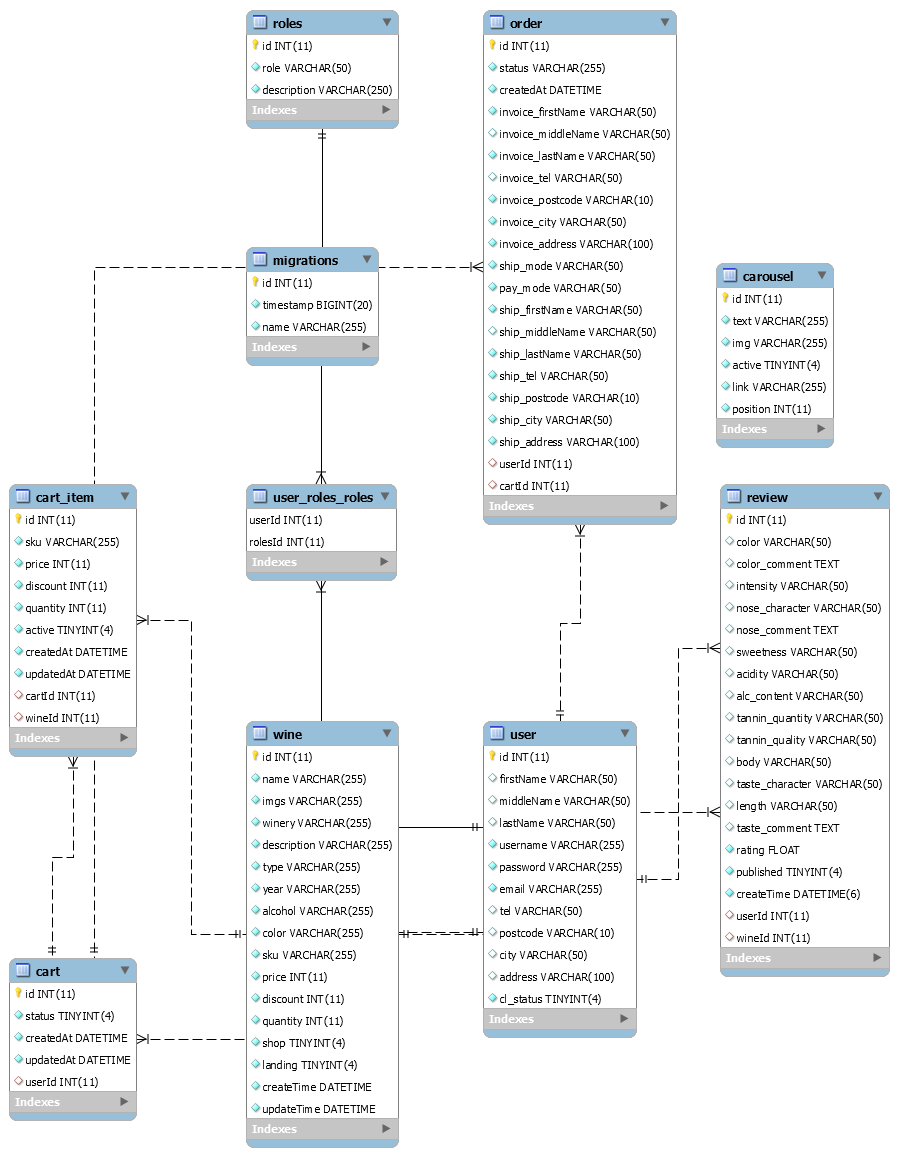 roles
id INT(11)
role VARCHAR(50)
description VARCHAR(250)
Indexes
order
id INT(11)
status VARCHAR(255)
createdAt DATETIME
invoice_firstName VARCHAR(50)
invoice_middleName VARCHAR(50)
invoice_lastName VARCHAR(50)
invoice_tel VARCHAR(50)
invoice_postcode VARCHAR(10)
invoice_city VARCHAR(50)
invoice_address VARCHAR(100)
ship_mode VARCHAR(50)
pay_mode VARCHAR(50)
ship_firstName VARCHAR(50)
ship_middleName VARCHAR(50)
ship_lastName VARCHAR(50)
ship_tel VARCHAR(50)
ship_postcode VARCHAR(10)
ship_city VARCHAR(50)
ship_address VARCHAR(100)
userId INT(11)
cartId INT(11)
Indexes
migrations
id INT(11)
timestamp BIGINT(20)
name VARCHAR(255)
Indexes
carousel
id INT(11)
text VARCHAR(255)
img VARCHAR(255)
active TINYINT(4)
link VARCHAR(255)
position INT(11)
Indexes
cart_item
id INT(11)
sku VARCHAR(255)
price INT(11)
discount INT(11)
quantity INT(11)
active TINYINT(4)
createdAt DATETIME
updatedAt DATETIME
cartId INT(11)
wineId INT(11)
Indexes
user_roles_roles
userId INT(11)
rolesId INT(11)
Indexes
review
id INT(11)
color VARCHAR(50)
color_comment TEXT
intensity VARCHAR(50)
nose_character VARCHAR(50)
nose_comment TEXT
sweetness VARCHAR(50)
acidity VARCHAR(50)
alc_content VARCHAR(50)
tannin_quantity VARCHAR(50)
tannin_quality VARCHAR(50)
body VARCHAR(50)
taste_character VARCHAR(50)
length VARCHAR(50)
taste_comment TEXT
rating FLOAT
published TINYINT(4)
createTime DATETIME(6)
userId INT(11)
wineId INT(11)
Indexes
wine
id INT(11)
name VARCHAR(255)
imgs VARCHAR(255)
winery VARCHAR(255)
description VARCHAR(255)
type VARCHAR(255)
year VARCHAR(255)
alcohol VARCHAR(255)
color VARCHAR(255)
sku VARCHAR(255)
price INT(11)
discount INT(11)
quantity INT(11)
shop TINYINT(4)
landing TINYINT(4)
createTime DATETIME
updateTime DATETIME
Indexes
user
id INT(11)
firstName VARCHAR(50)
middleName VARCHAR(50)
lastName VARCHAR(50)
username VARCHAR(255)
password VARCHAR(255)
email VARCHAR(255)
tel VARCHAR(50)
postcode VARCHAR(10)
city VARCHAR(50)
address VARCHAR(100)
cl_status TINYINT(4)
Indexes
cart
id INT(11)
status TINYINT(4)
createdAt DATETIME
updatedAt DATETIME
userId INT(11)
Indexes